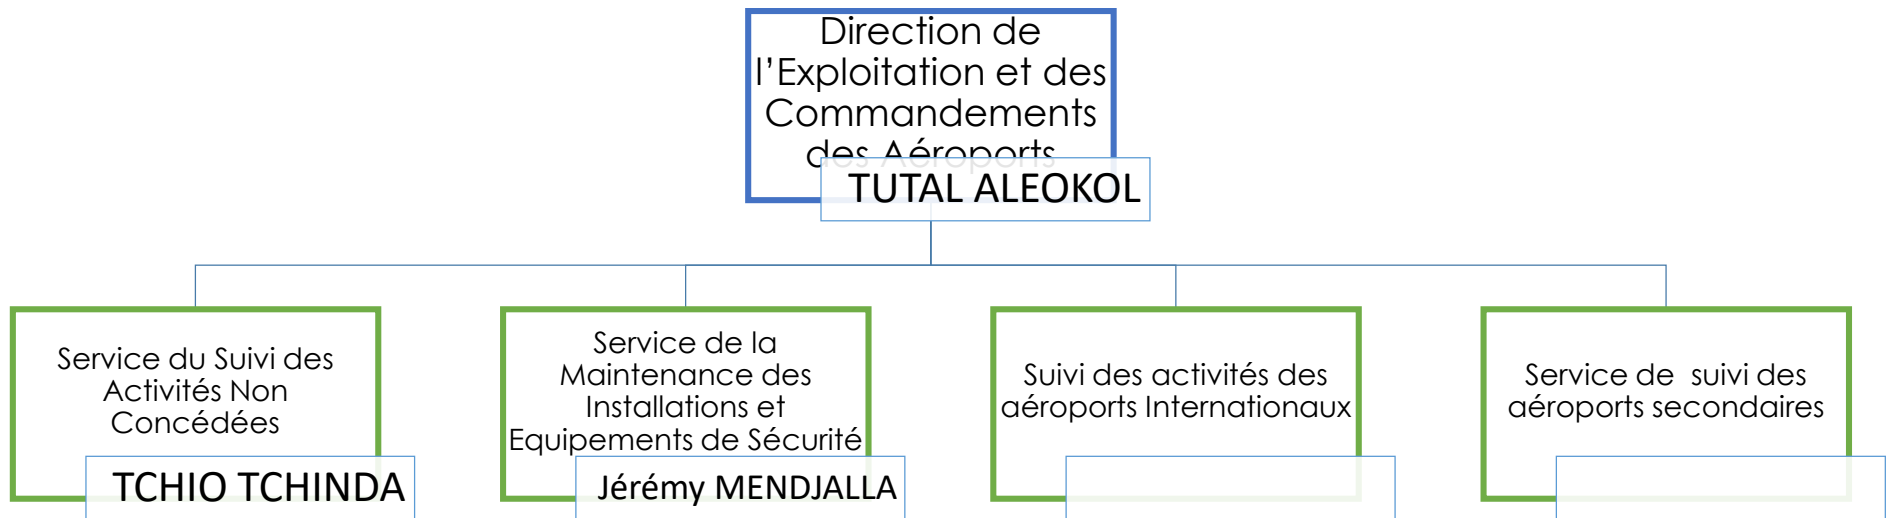 Direction de
l’Exploitation et des
Commandements
des Aéroports
TUTAL ALEOKOL
Service du Suivi des
Activités Non
Concédées
TCHIO TCHINDA
Service de la
Maintenance des
Installations et
Equipements de Sécurité
Jérémy MENDJALLA
Suivi des activités des
aéroports Internationaux
Service de  suivi des
aéroports secondaires